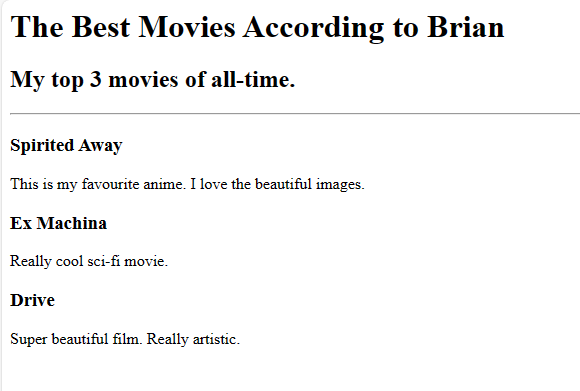 The Best Movies According to Brian
My top 3 movies of all-time.
Spirited Away
This is my favourite anime. I love the beautiful images.
Ex Machina
Really cool sci-fi movie.
Drive
Super beautiful film. Really artistic.